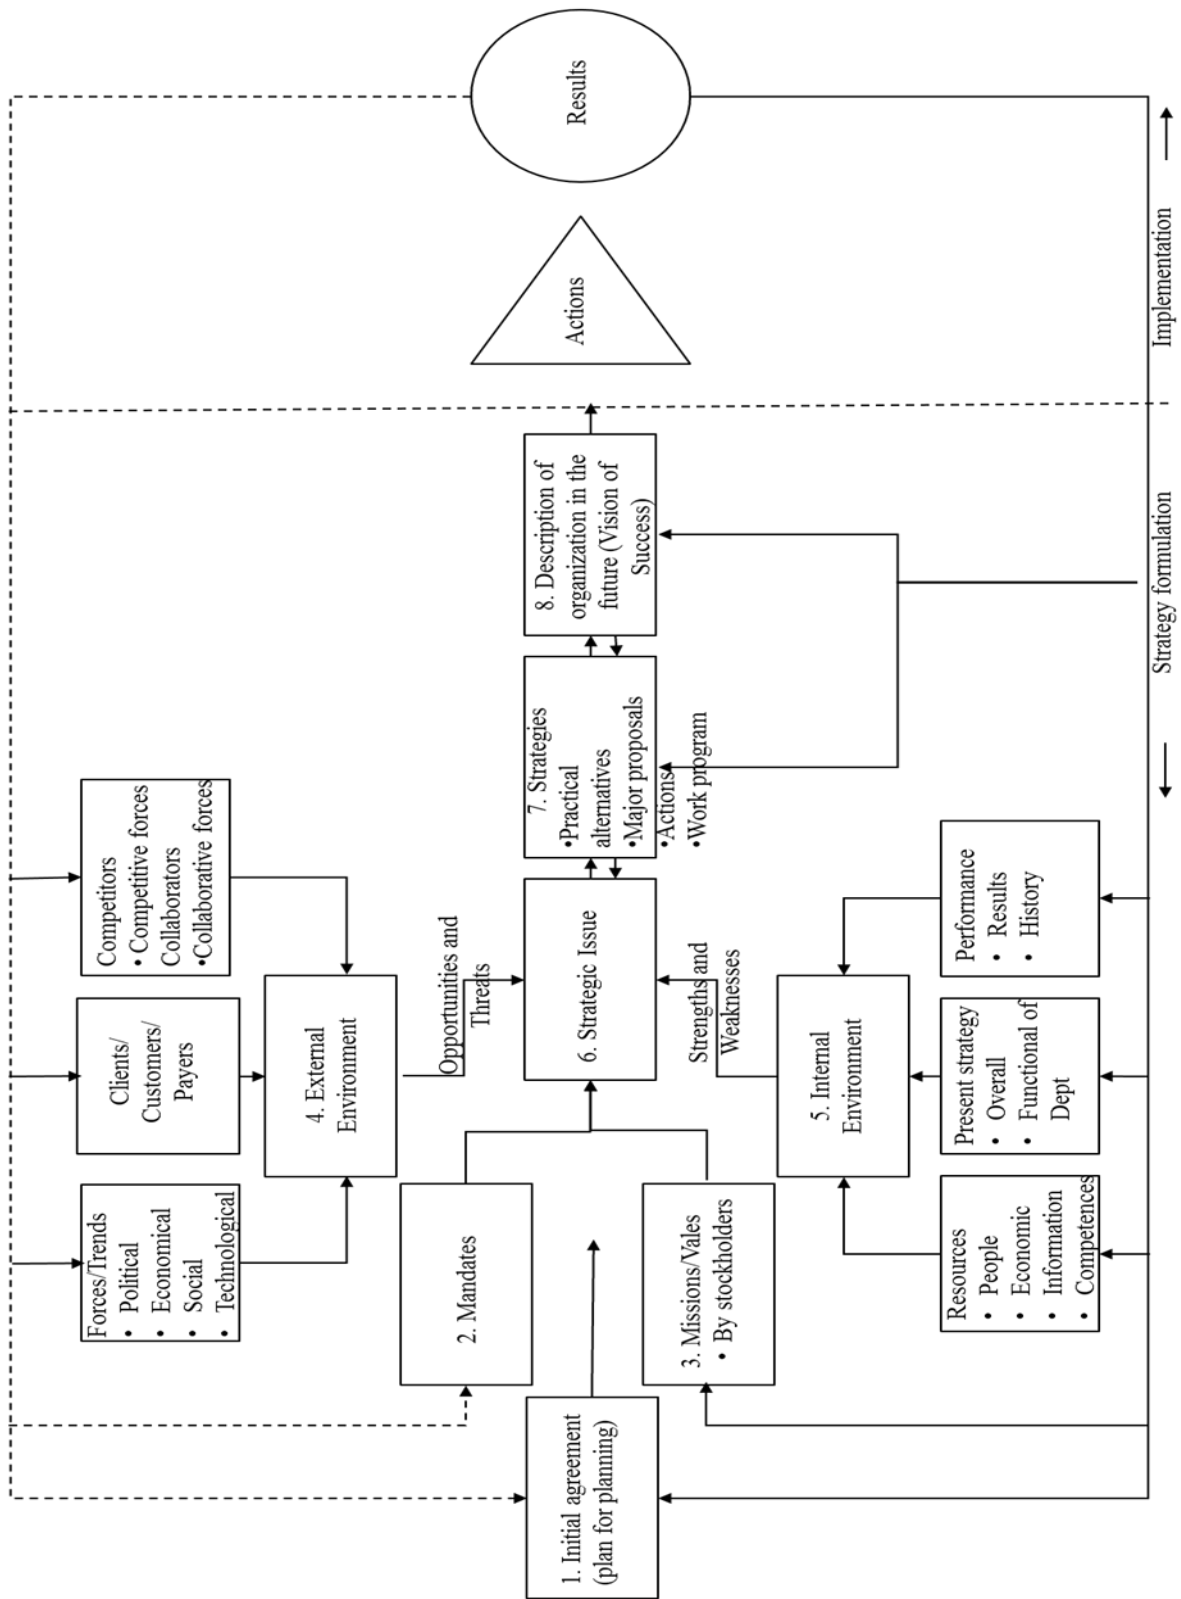 Forces/Trends
• Political
• Economical
• Social
• Technological
Clients/
Customers/
Payers
Competitors
• Competitive forces
Collaborators
•Collaborative forces
4. External
Environment
Opportunities and
Threats
2. Mandates
1. Initial agreement
(plan for planning)
3. Missions/Vales
• By stockholders
6. Strategic Issue
7. Strategies
•Practical
alternatives
•Major proposals
•Actions
•Work program
8. Description of
organization in the
future (Vision of
Success)
Actions
Results
Strengths and
Weaknesses
5. Internal
Environment
Resources
• People
• Economic
• Information
• Competences
Present strategy
• Overall
• Functional of
Dept
Performance
• Results
• History
Strategy formulation
Implementation